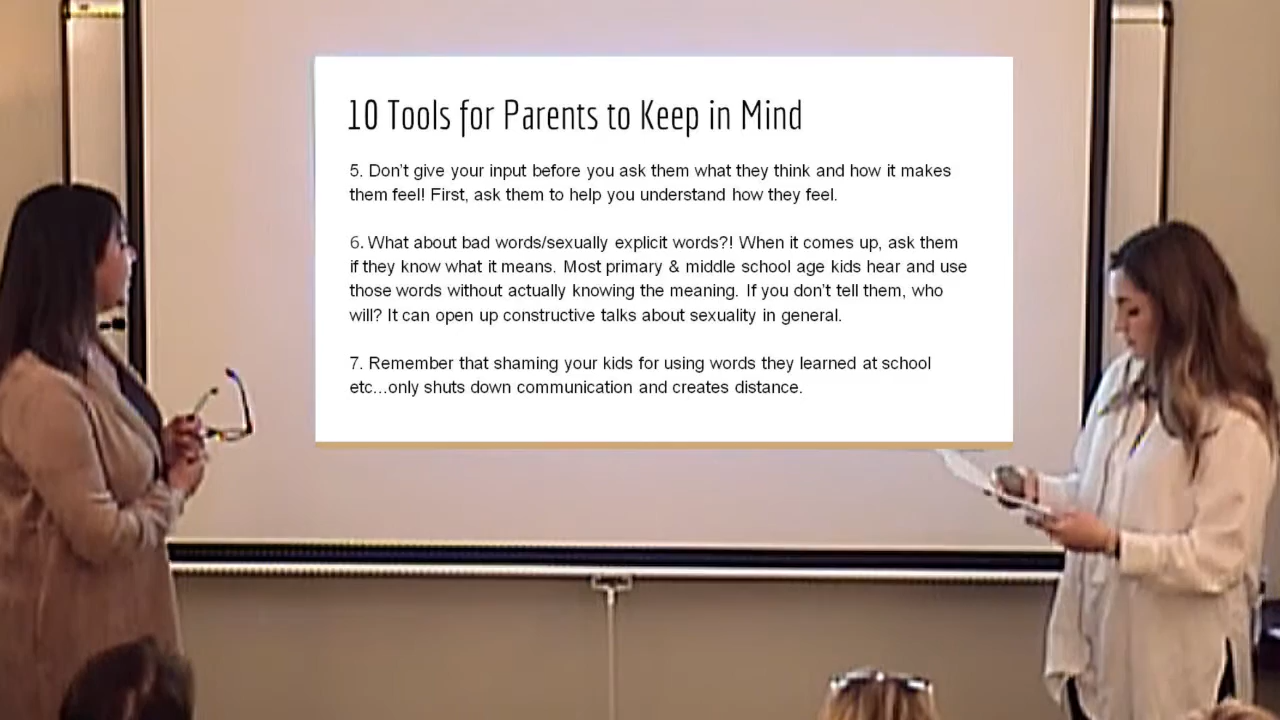 10 Tools for Parents to Keep in Mind
5. Don't give your input before you ask them what they think and how it makes
them feel! First, ask them to help you understand how they feel.
6. What about bad words/sexually explicit words?! When it comes up, ask them
if they know what it means. Most primary & middle school age kids hear and use
those words without actually knowing the meaning. If you don't tell them, who
will? It can open up constructive talks about sexuality in general.
7. Remember that shaming your kids for using words they learned at school
etc...only shuts down communication and creates distance.